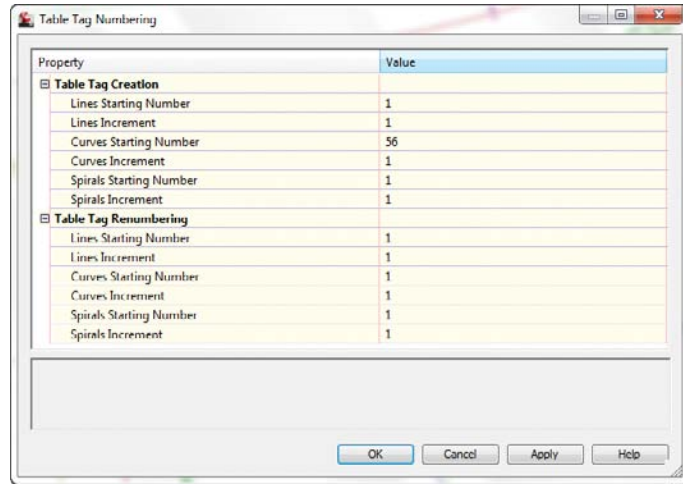 Table Tag Numbering
Property Value
Table Tag Creation
Lines Starting Number 1
Lines Increment 1
Curves Starting Number 56
Curves Increment 1
Spirals Starting Number 1
Spirals Increment 1
Table Tag Renumbering
Lines Starting Number 1
Lines Increment 1
Curves Starting Number 1
Curves Increment 1
Spirals Starting Number 1
Spirals Increment 1
OK Cancel Apply Help